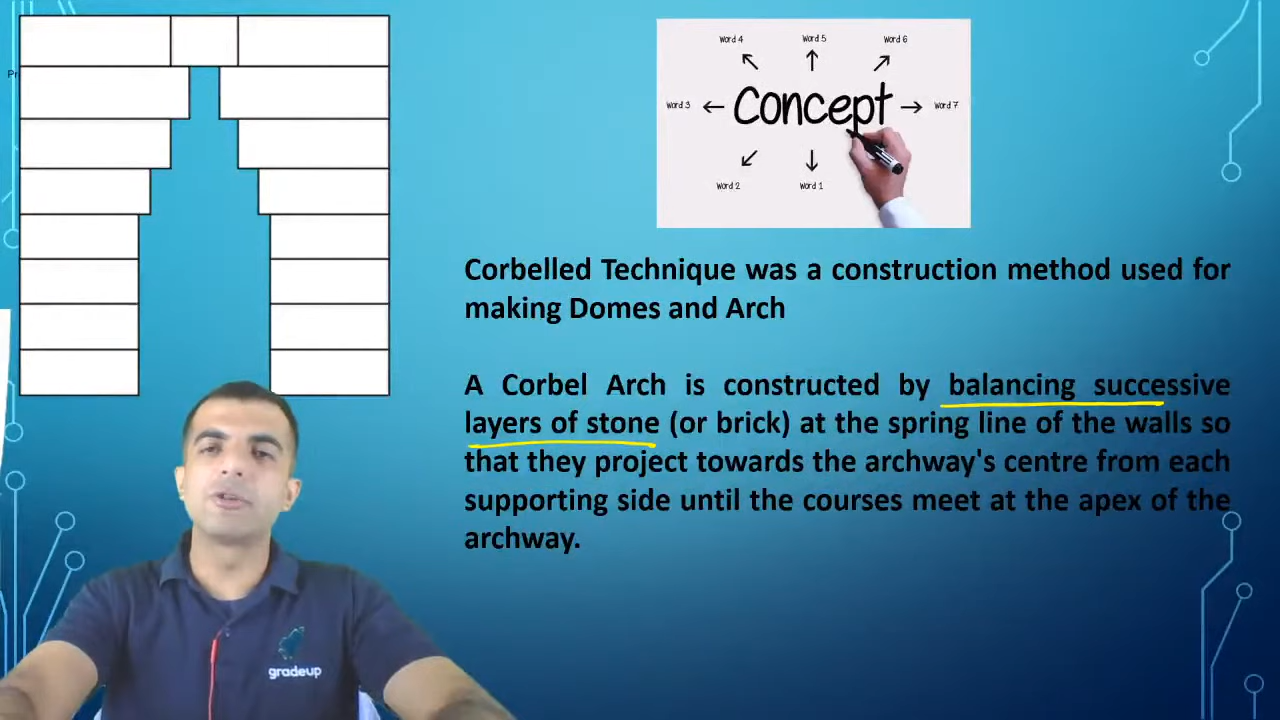 Pr
Word 4
Word 5
Word 6
Word 3
Concept
Word 7
Word 2
Word 1
Corbelled Technique was a construction method used for
making Domes and Arch
A Corbel Arch is constructed by balancing successive
layers of stone (or brick) at the spring line of the walls so
that they project towards the archway's centre from each
supporting side until the courses meet at the apex of the
archway.
gradeup